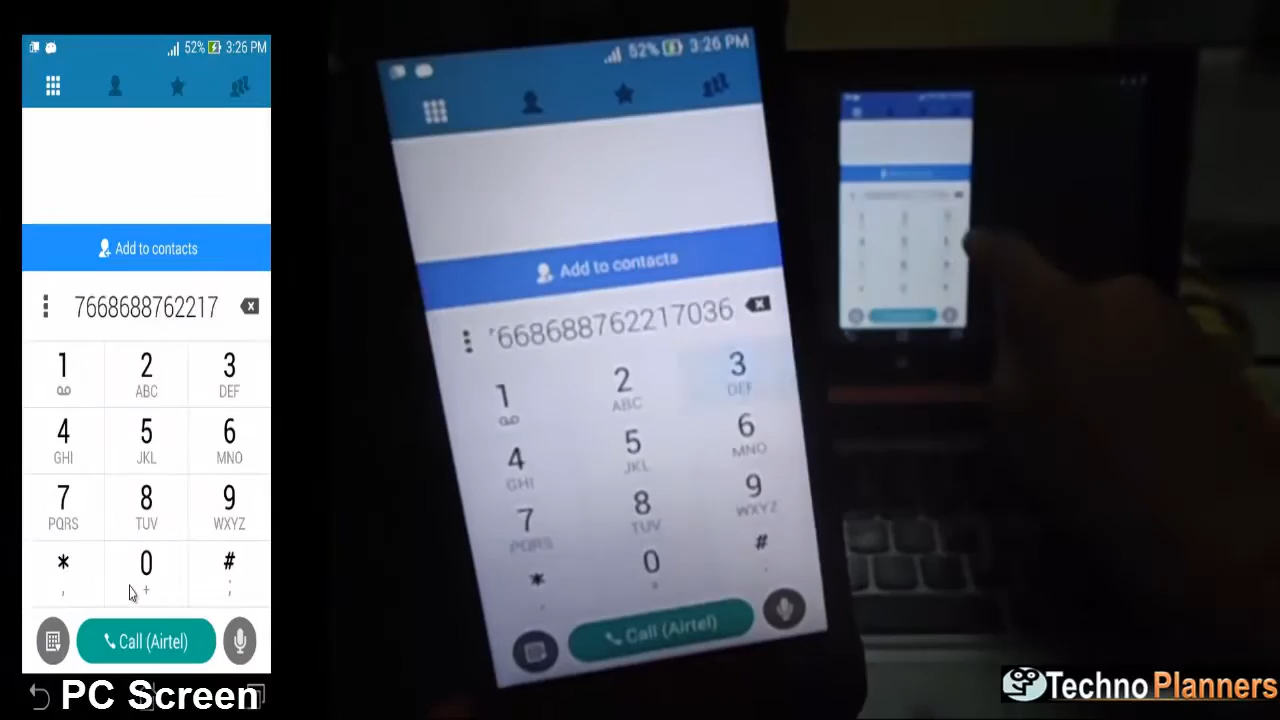 52% 3:26 PM
Add to contacts
7668688762217
1
2
ABC
3
DEF
4
GHI
5
JKL
6
MNO
7
PQRS
8
TUV
9
WXYZ
*
,
0
+
#
;
Call (Airtel)
PC Screen
52% 3:26 PM
Add to contacts
668688762217036
1
2
ABC
3
DEF
4
GHI
5
JKL
6
MNO
7
PQRS
8
TUV
9
WXYZ
*
0
#
Call (Airtel)
Techno Planners